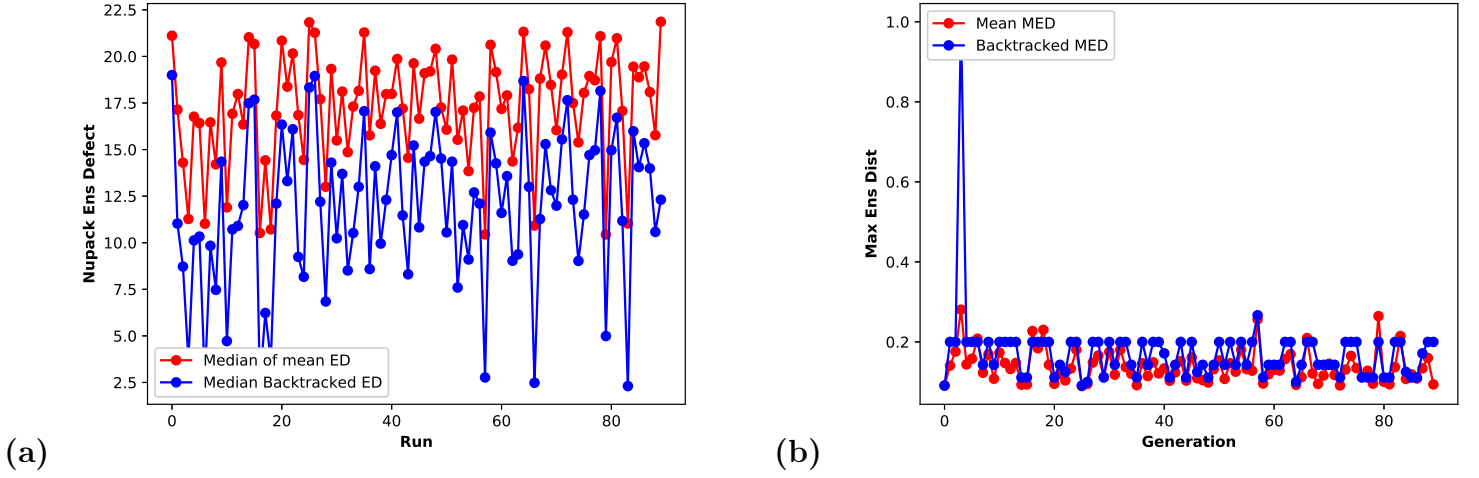 22.5
20.0
17.5
15.0
12.5
10.0
7.5
5.0
2.5
Nupack Ens Defect
Median of mean ED
Median Backtracked ED
0 20 40 60 80
Run
(a)
1.0
0.8
0.6
0.4
0.2
Max Ens Dist
Mean MED
Backtracked MED
0 20 40 60 80
Generation
(b)